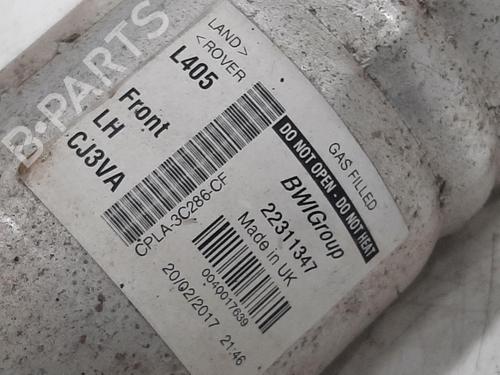 LAND >
< ROVER
L405
Front
LH
CJ3VA
CPLA-3C286-CF
GAS FILLED
DO NOT OPEN - DO NOT HEAT
BWIGroup
22311347
Made in UK
0040017639
20/02/2017 21:46
B-PARTS